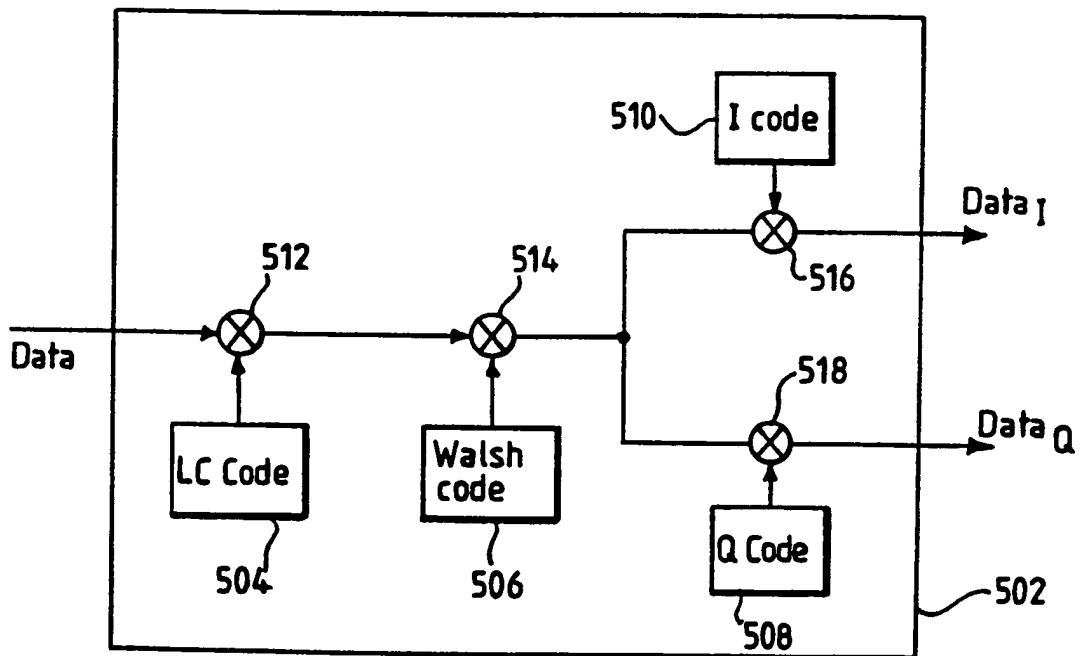 510
I code
Data I
512
514
516
Data
518
Data Q
LC Code
Walsh
code
Q Code
504
506
508
502